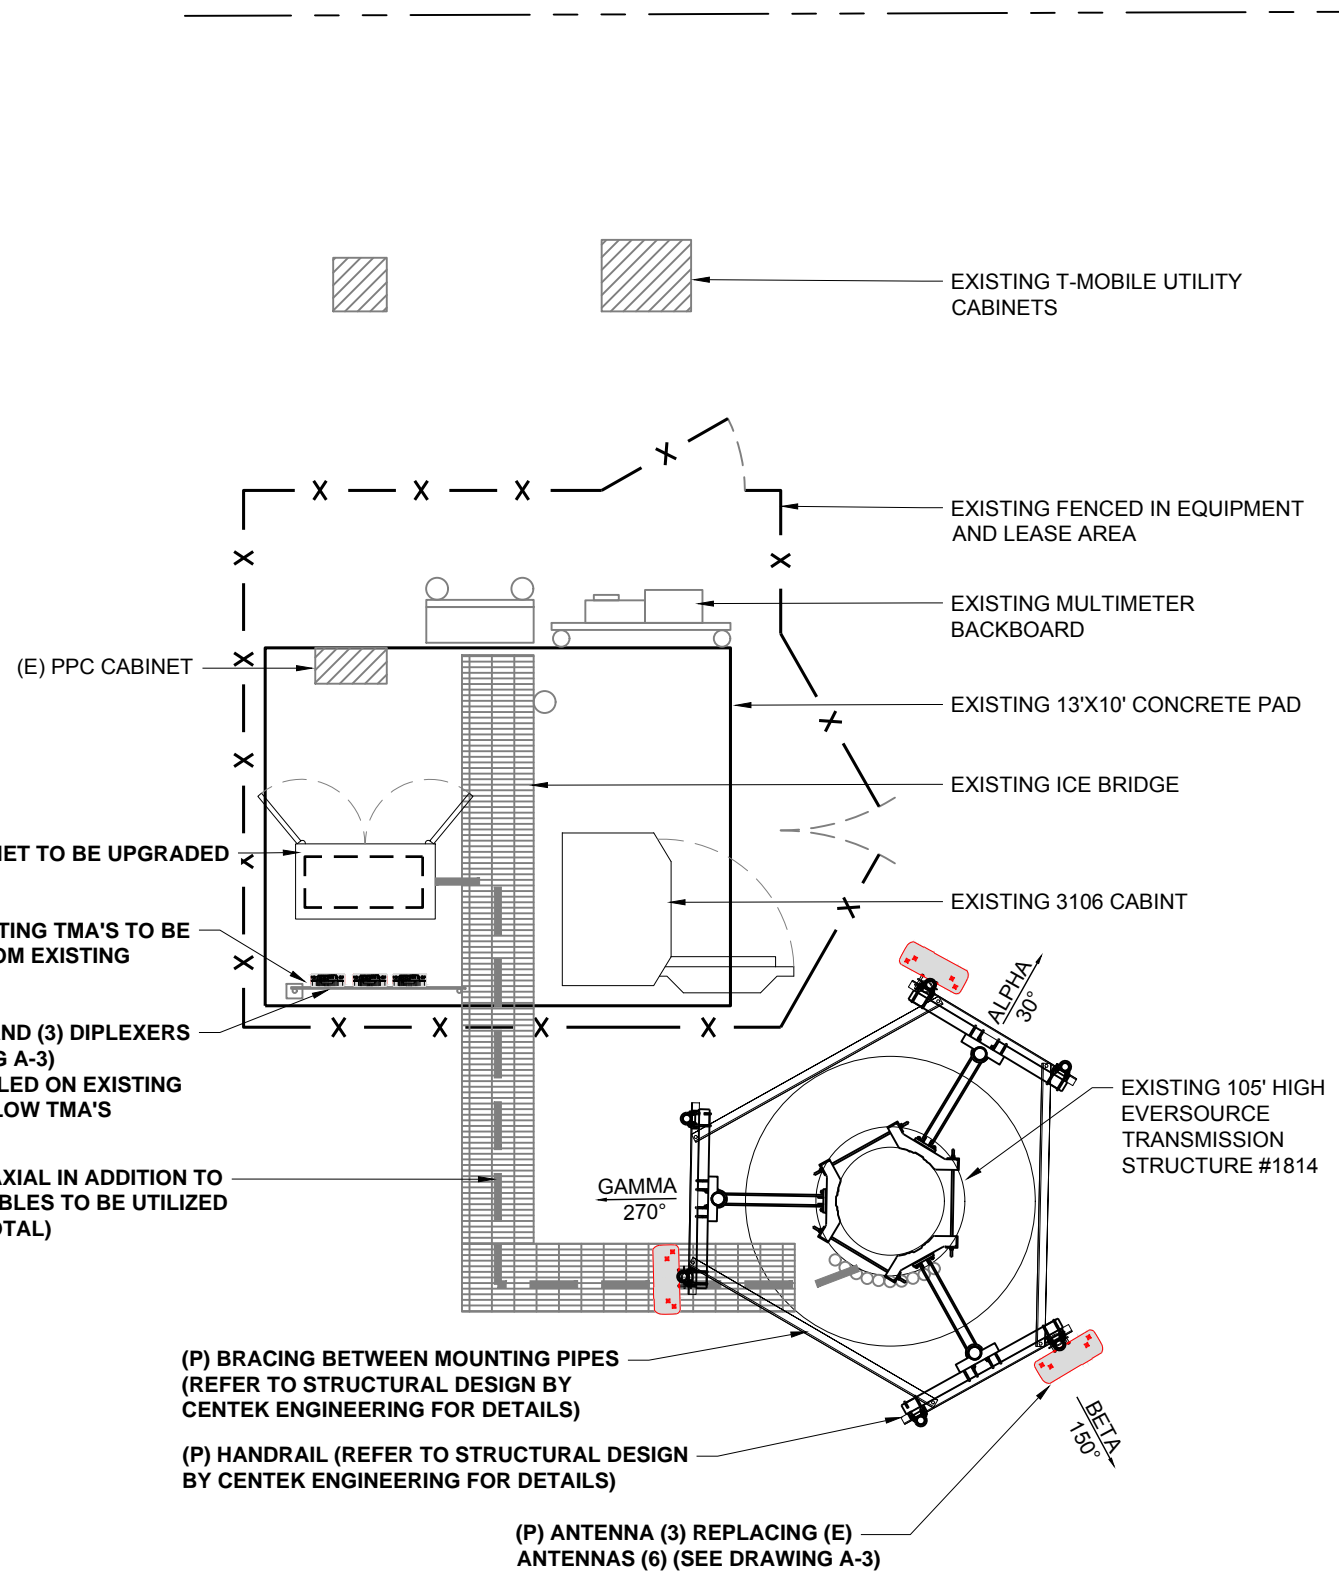 EXISTING T-MOBILE UTILITY
CABINETS
EXISTING FENCED IN EQUIPMENT
AND LEASE AREA
EXISTING MULTIMETER
BACKBOARD
(E) PPC CABINET
EXISTING 13'X10' CONCRETE PAD
EXISTING ICE BRIDGE
NET TO BE UPGRADED
EXISTING 3106 CABINT
TING TMA'S TO BE
OM EXISTING
ALPHA
30°
AND (3) DIPLEXERS
G A-3)
LED ON EXISTING
LOW TMA'S
EXISTING 105' HIGH
EVERSOURCE
TRANSMISSION
STRUCTURE #1814
AXIAL IN ADDITION TO
BLES TO BE UTILIZED
OTAL)
GAMMA
270°
(P) BRACING BETWEEN MOUNTING PIPES
(REFER TO STRUCTURAL DESIGN BY
CENTEK ENGINEERING FOR DETAILS)
BETA
150°
(P) HANDRAIL (REFER TO STRUCTURAL DESIGN
BY CENTEK ENGINEERING FOR DETAILS)
(P) ANTENNA (3) REPLACING (E)
ANTENNAS (6) (SEE DRAWING A-3)